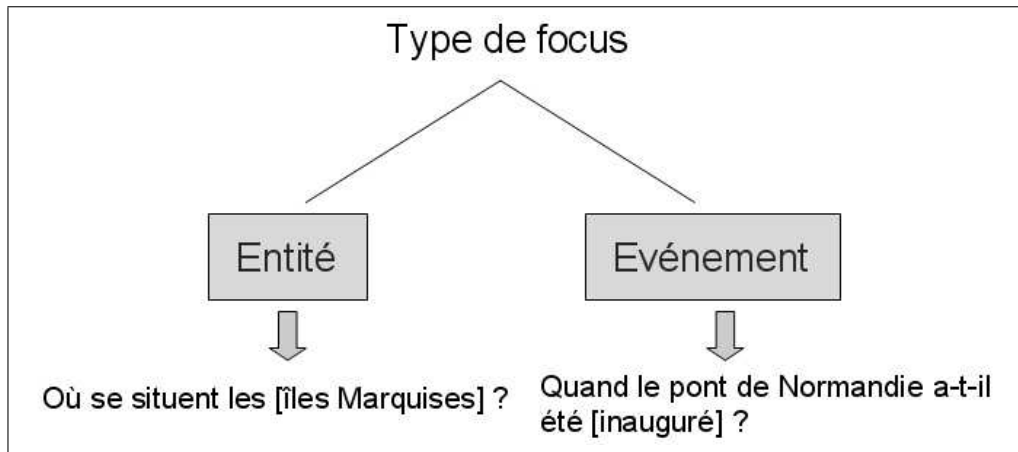 Type de focus
Entité
Evénement
Où se situent les [îles Marquises] ?
Quand le pont de Normandie a-t-il
été [inauguré] ?